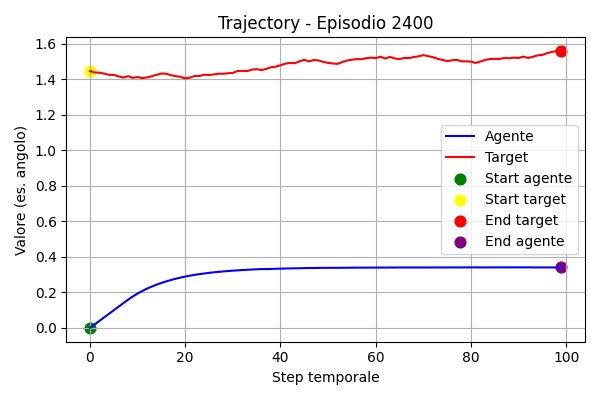 Trajectory - Episodio 2400
Valore (es. angolo)
1.6
1.4
1.2
1.0
0.8
0.6
0.4
0.2
0.0
Agente
Target
Start agente
Start target
End target
End agente
0 20 40 60 80 100
Step temporale